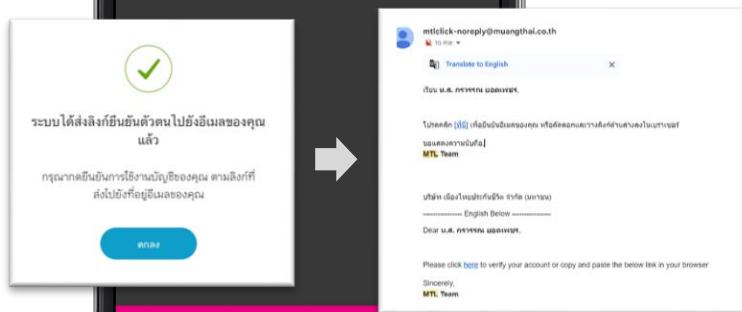 ระบบได้ส่งลิงก์ยืนยันตัวตนไปยังอีเมลของคุณ
แล้ว
กรุณากดยืนยันการใช้งานบัญชีของคุณ ตามลิงก์ที่
ส่งไปยังที่อยู่อีเมลของคุณ
ตกลง
mtlclick-noreply@muangthai.co.th
to me
Translate to English
เรียน น.ส. กรวรรณ ยอดเพชร,
โปรดคลิก [ที่นี่] เพื่อยืนยันอีเมลของคุณ หรือคัดลอกและวางลิงก์ด้านล่างลงในเบราเซอร์
ขอแสดงความนับถือ
MTL Team
บริษัท เมืองไทยประกันชีวิต จำกัด (มหาชน)
---------------- English Below ----------------
Dear น.ส. กรวรรณ ยอดเพชร,
Please click here to verify your account or copy and paste the below link in your browser
Sincerely,
MTL Team